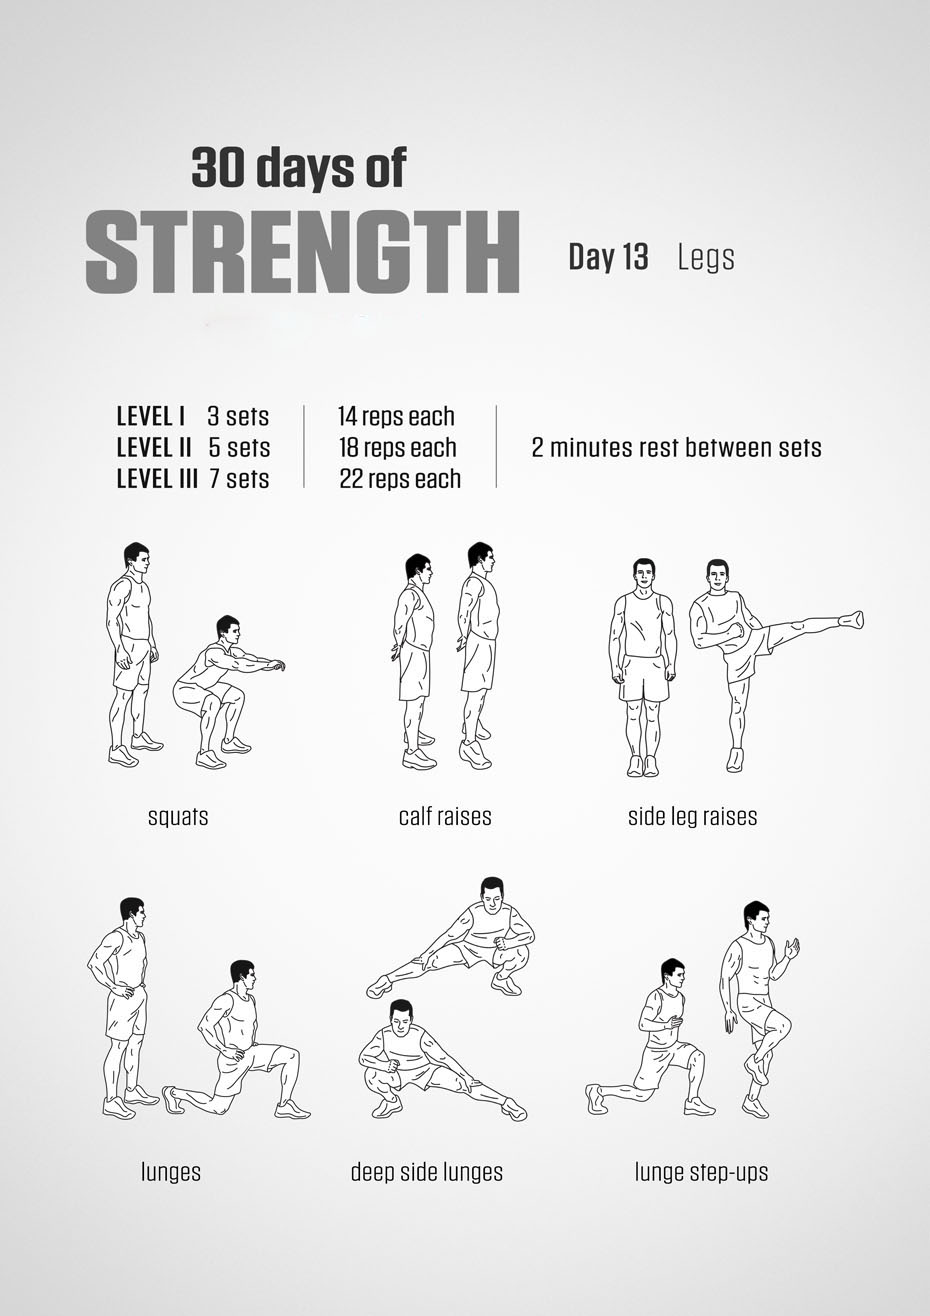 30 days of
STRENGTH
Day 13 Legs
LEVEL I 3 sets 14 reps each
LEVEL II 5 sets 18 reps each 2 minutes rest between sets
LEVEL III 7 sets 22 reps each
squats calf raises side leg raises
lunges deep side lunges lunge step-ups